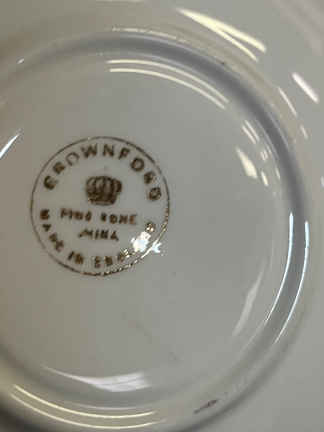 CROWNFORD
FINE BONE
CHINA
MADE IN ENGLAND